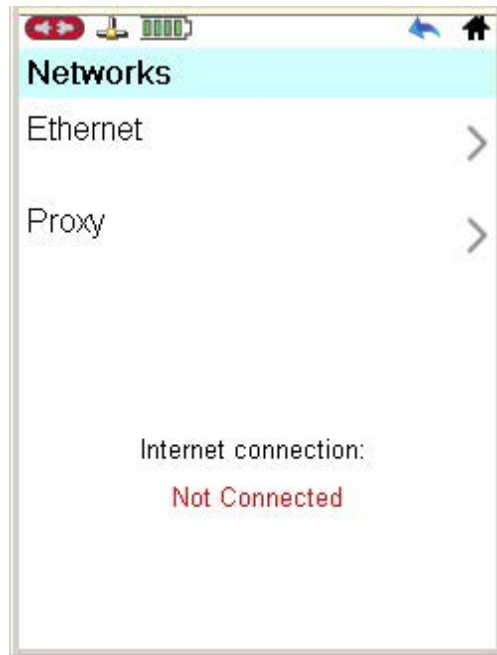 Networks
Ethernet
Proxy
Internet connection:
Not Connected